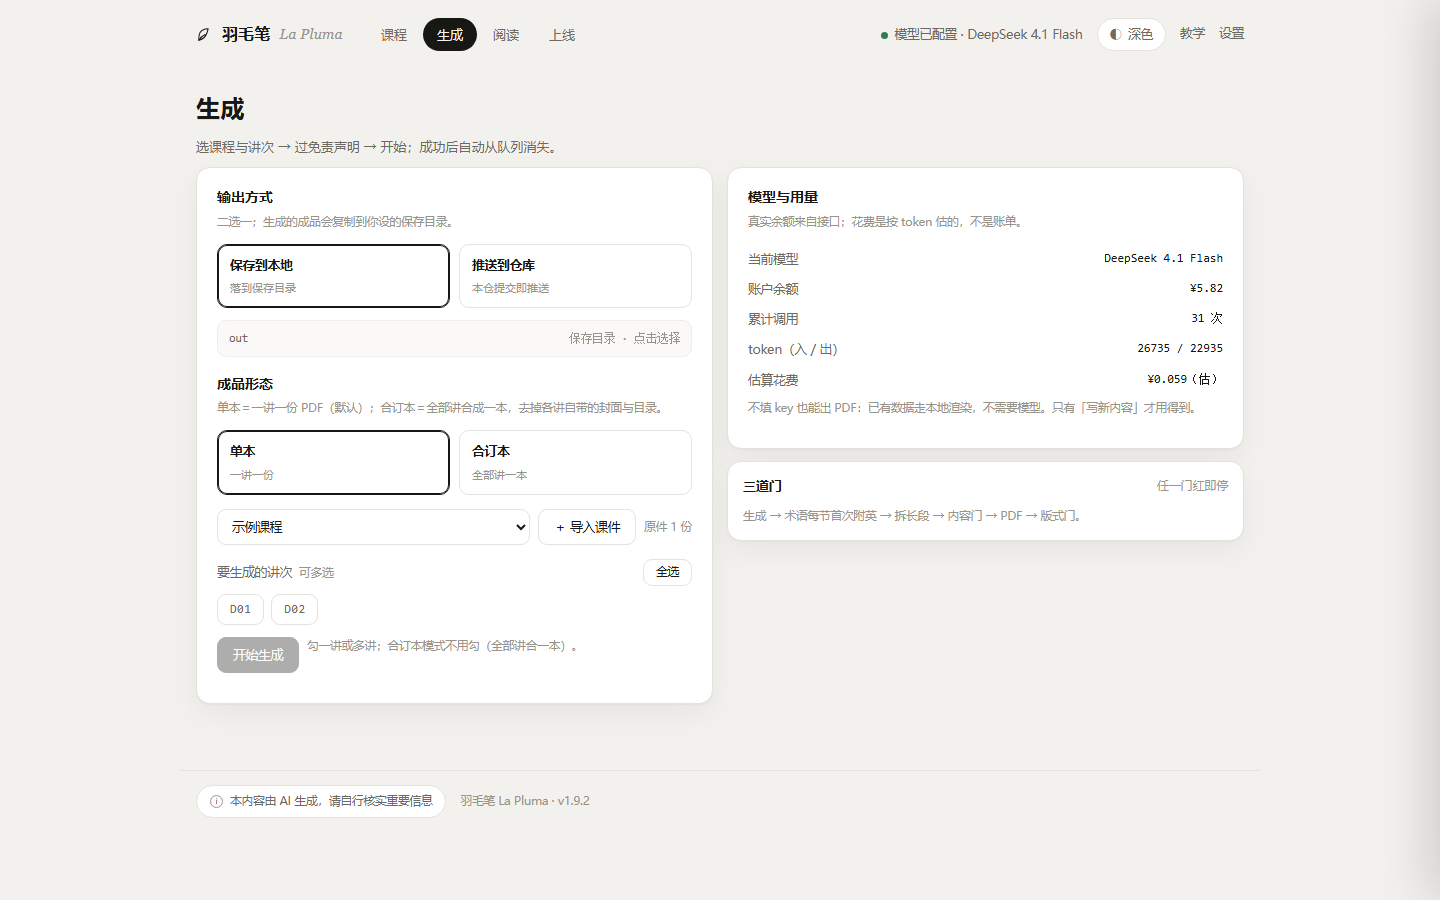 羽毛笔 La Pluma 课程 生成 阅读 上线 模型已配置 · DeepSeek 4.1 Flash 深色 教学 设置
生成
选课程与讲次 → 过免责声明 → 开始；成功后自动从队列消失。
输出方式
二选一；生成的成品会复制到你设的保存目录。
保存到本地
落到保存目录
推送到仓库
本仓提交即推送
out 保存目录 · 点击选择
成品形态
单本＝一讲一份 PDF（默认）；合订本＝全部讲合成一本，去掉各讲自带的封面与目录。
单本
一讲一份
合订本
全部讲一本
示例课程 ＋ 导入课件 原件 1 份
要生成的讲次 可多选 全选
D01 D02
开始生成 勾一讲或多讲；合订本模式不用勾（全部讲合一本）。
模型与用量
真实余额来自接口；花费是按 token 估的，不是账单。
当前模型 DeepSeek 4.1 Flash
账户余额 ¥5.82
累计调用 31 次
token（入 / 出） 26735 / 22935
估算花费 ¥0.059（估）
不填 key 也能出 PDF：已有数据走本地渲染，不需要模型。只有「写新内容」才用得到。
三道门 任一门红即停
生成 → 术语每节首次附英 → 拆长段 → 内容门 → PDF → 版式门。
本内容由 AI 生成，请自行核实重要信息 羽毛笔 La Pluma · v1.9.2